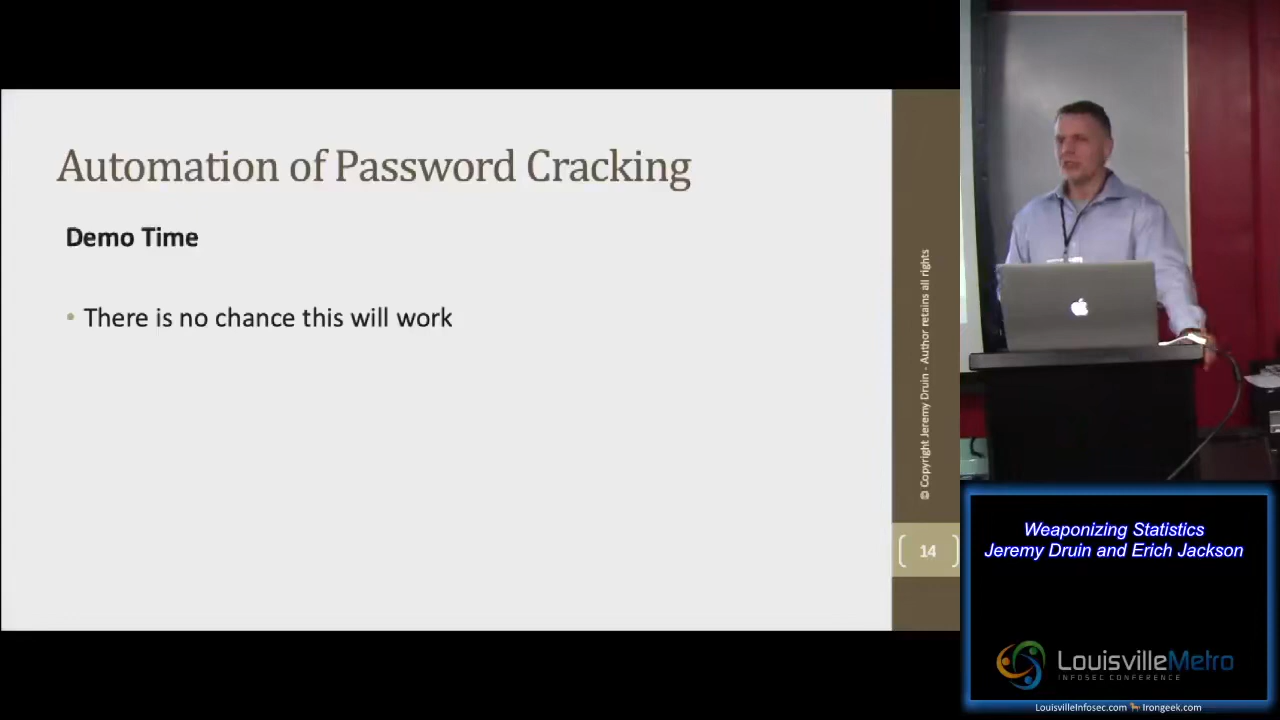 Automation of Password Cracking
Demo Time
• There is no chance this will work
© Copyright Jeremy Druin - Author retains all rights
14
Weaponizing Statistics
Jeremy Druin and Erich Jackson
LouisvilleMetro
INFOSEC CONFERENCE
LouisvilleInfosec.com Irongeek.com